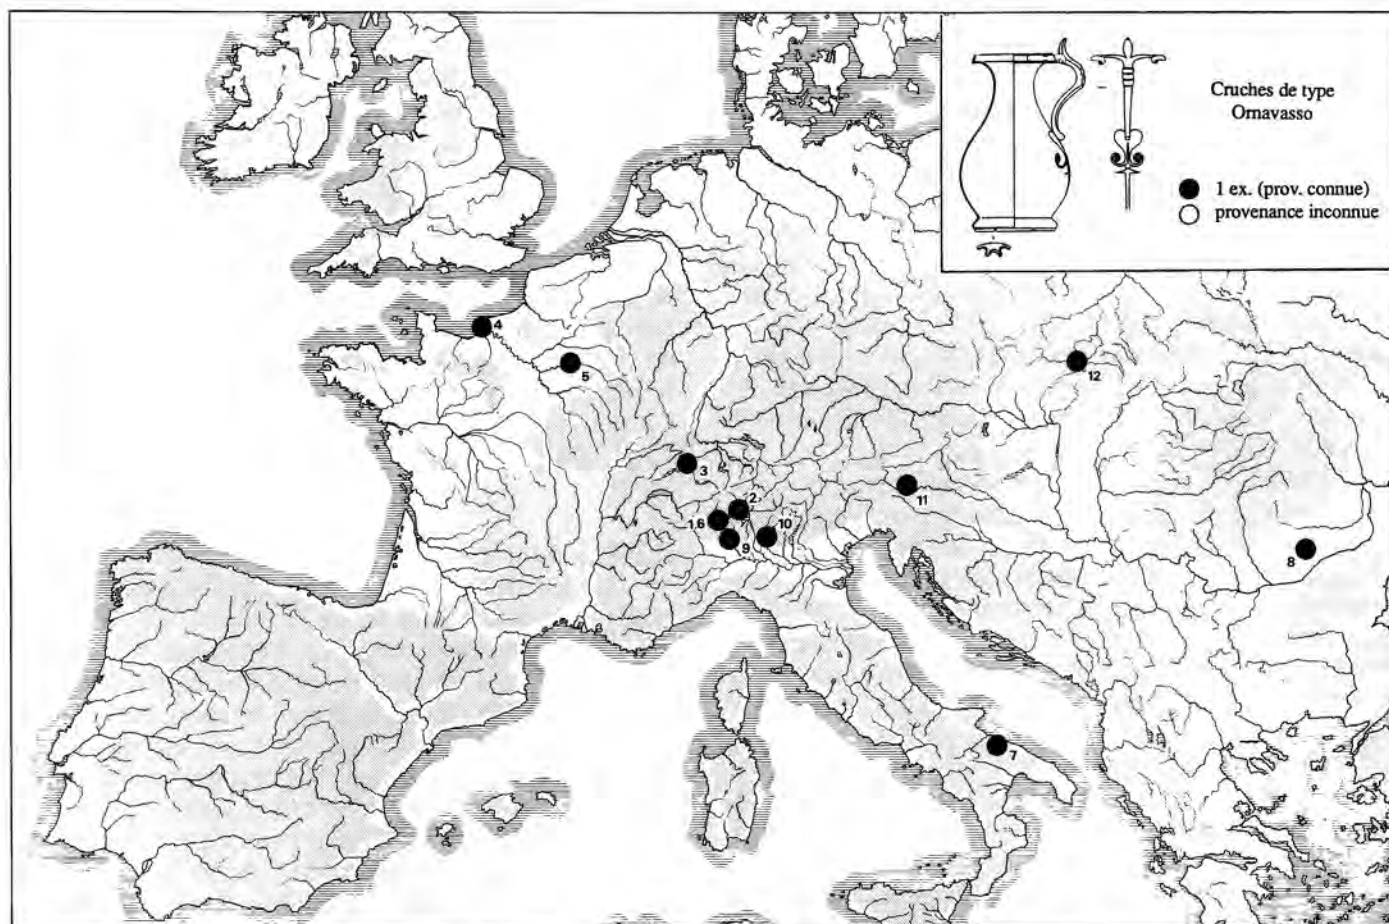 Cruches de type
Ornavasso
1 ex. (prov. connue)
provenance inconnue
4
5
12
3
2
11
1,6
10
9
8
7